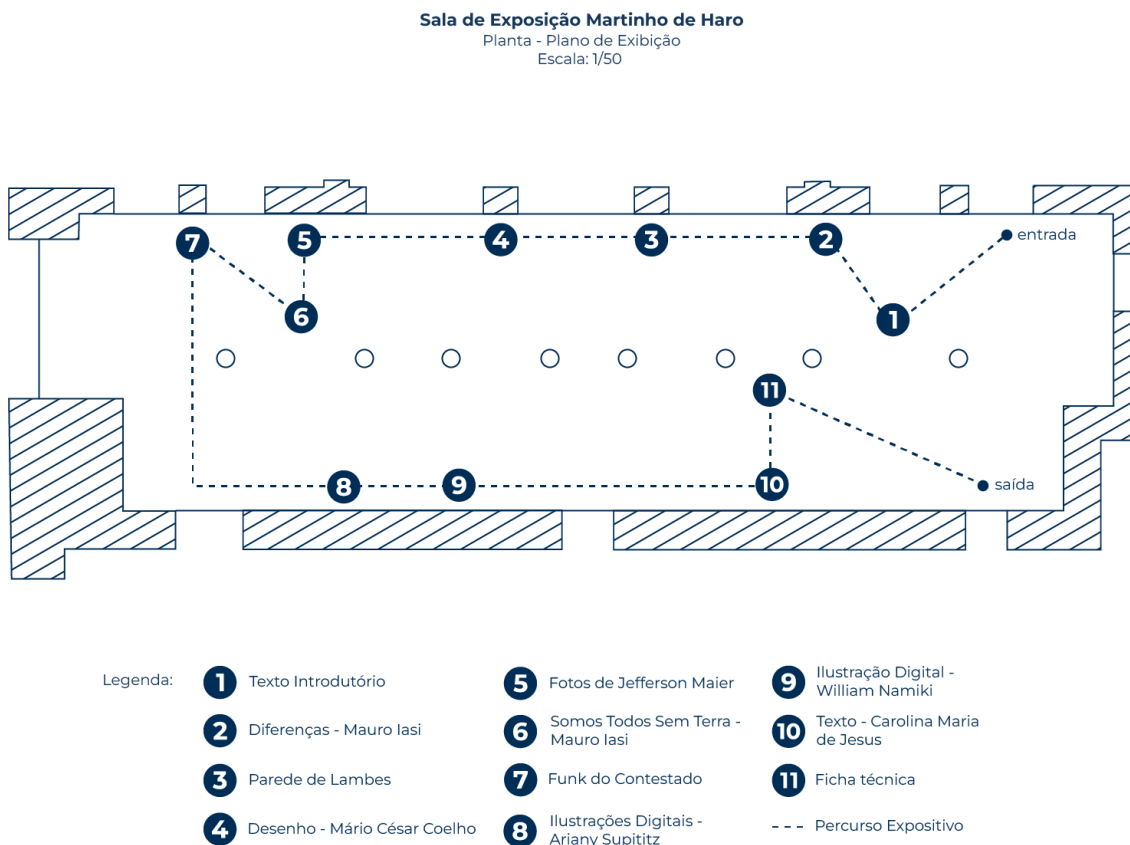 Sala de Exposição Martinho de Haro
Planta - Plano de Exibição
Escala: 1/50
7
5
4
3
2
entrada
6
1
11
8
9
10
saída
Legenda:
1 Texto Introdutório
2 Diferenças - Mauro Iasi
3 Parede de Lambes
4 Desenho - Mário César Coelho
5 Fotos de Jefferson Maier
6 Somos Todos Sem Terra -
Mauro Iasi
7 Funk do Contestado
8 Ilustrações Digitais -
Ariany Supititz
9 Ilustração Digital -
William Namiki
10 Texto - Carolina Maria
de Jesus
11 Ficha técnica
Percurso Expositivo